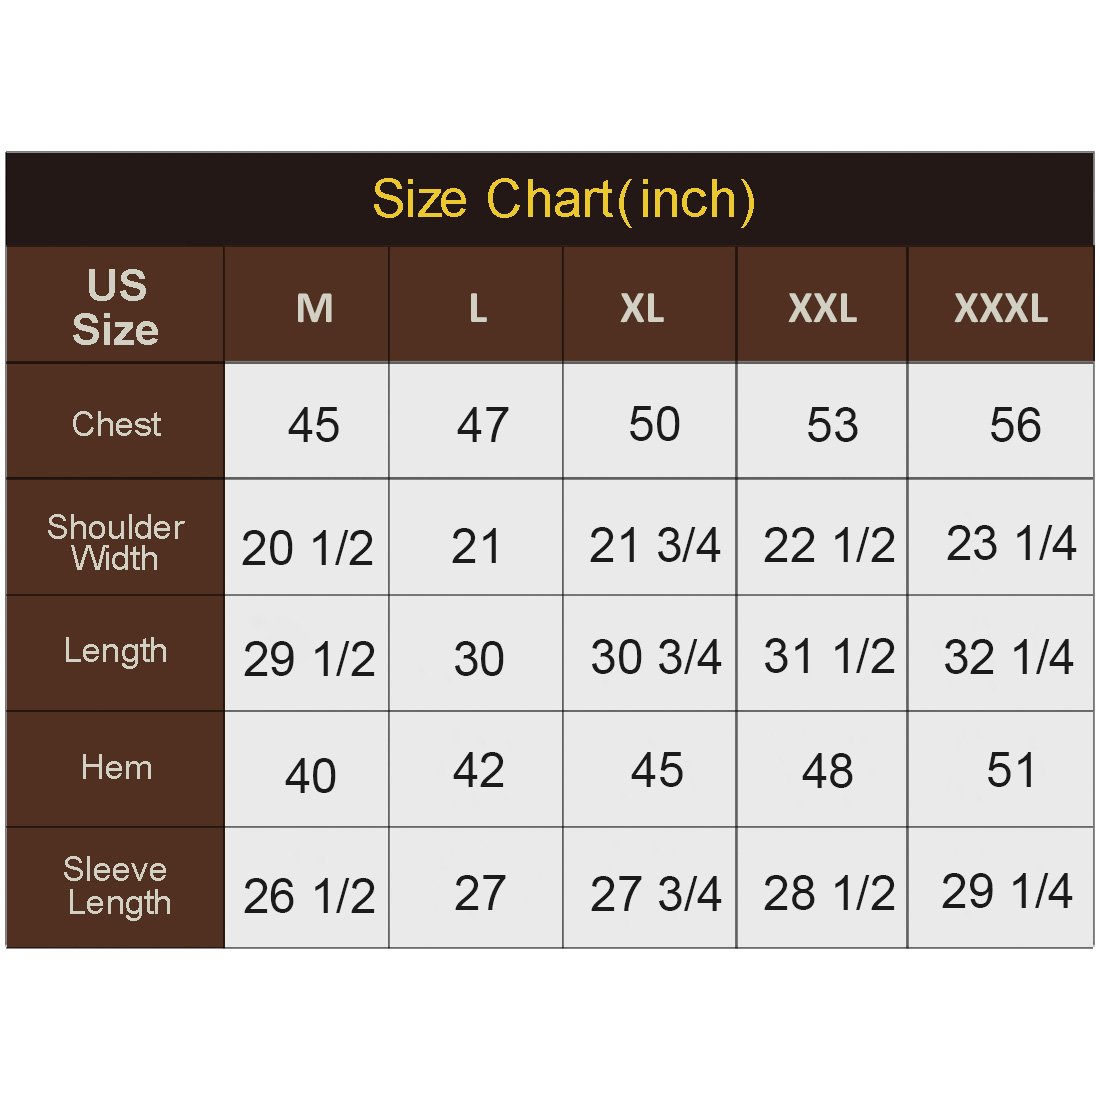 Size Chart(inch)
US
Size
M L XL XXL XXXL
Chest 45 47 50 53 56
Shoulder
Width 20 1/2 21 21 3/4 22 1/2 23 1/4
Length 29 1/2 30 30 3/4 31 1/2 32 1/4
Hem 40 42 45 48 51
Sleeve
Length 26 1/2 27 27 3/4 28 1/2 29 1/4